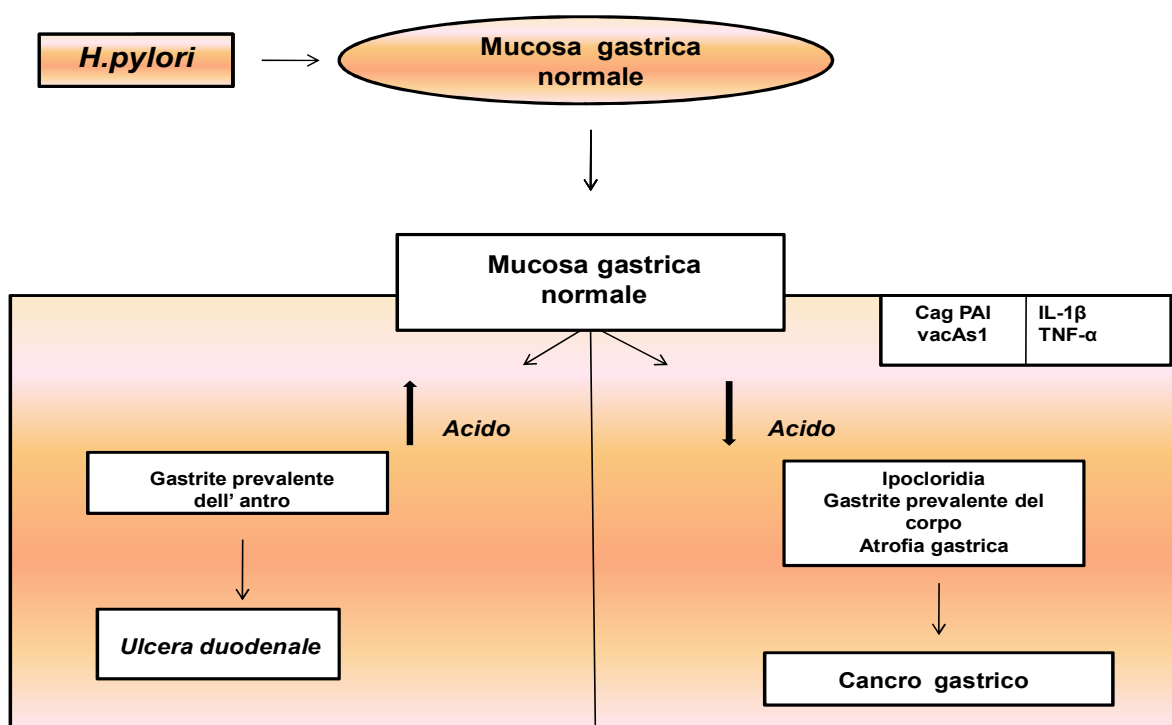 H.pylori
Mucosa gastrica
normale
Mucosa gastrica
normale
Cag PAI
vacAs1
IL-1β
TNF-α
Acido
Acido
Gastrite prevalente
dell’ antro
Ipocloridia
Gastrite prevalente del
corpo
Atrofia gastrica
Ulcera duodenale
Cancro gastrico